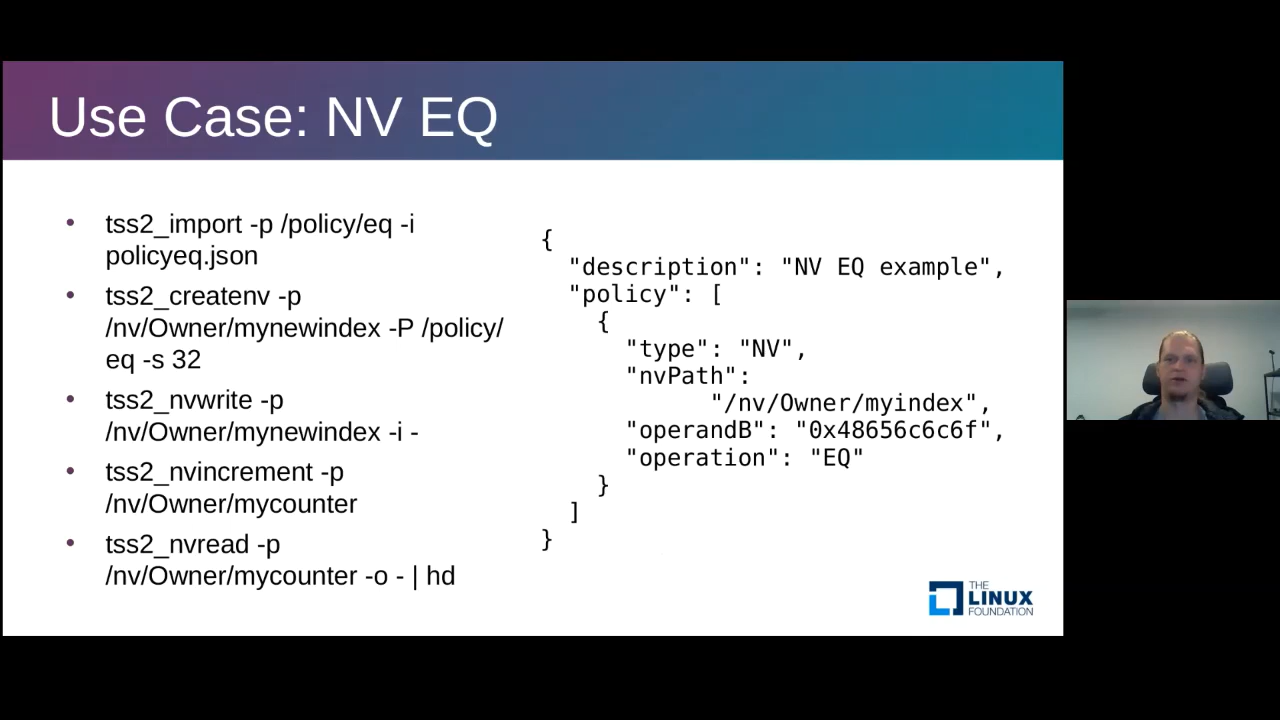 Use Case: NV EQ
• tss2_import -p /policy/eq -i
policyeq.json
• tss2_createnv -p
/nv/Owner/mynewindex -P /policy/
eq -s 32
• tss2_nvwrite -p
/nv/Owner/mynewindex -i -
• tss2_nvincrement -p
/nv/Owner/mycounter
• tss2_nvread -p
/nv/Owner/mycounter -o - | hd
{
"description": "NV EQ example",
"policy": [
{
"type": "NV",
"nvPath":
"/nv/Owner/myindex",
"operandB": "0x48656c6c6f",
"operation": "EQ"
}
]
}
THE
LINUX
FOUNDATION